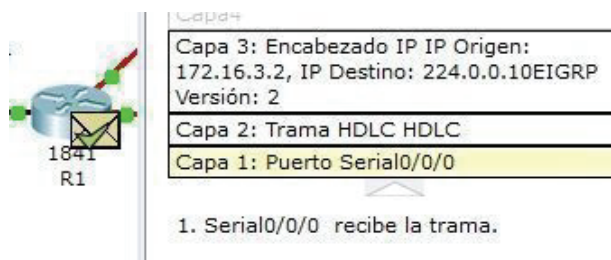 Capa4
Capa 3: Encabezado IP IP Origen:
172.16.3.2, IP Destino: 224.0.0.10EIGRP
Versión: 2
Capa 2: Trama HDLC HDLC
Capa 1: Puerto Serial0/0/0
1841
R1
1. Serial0/0/0 recibe la trama.